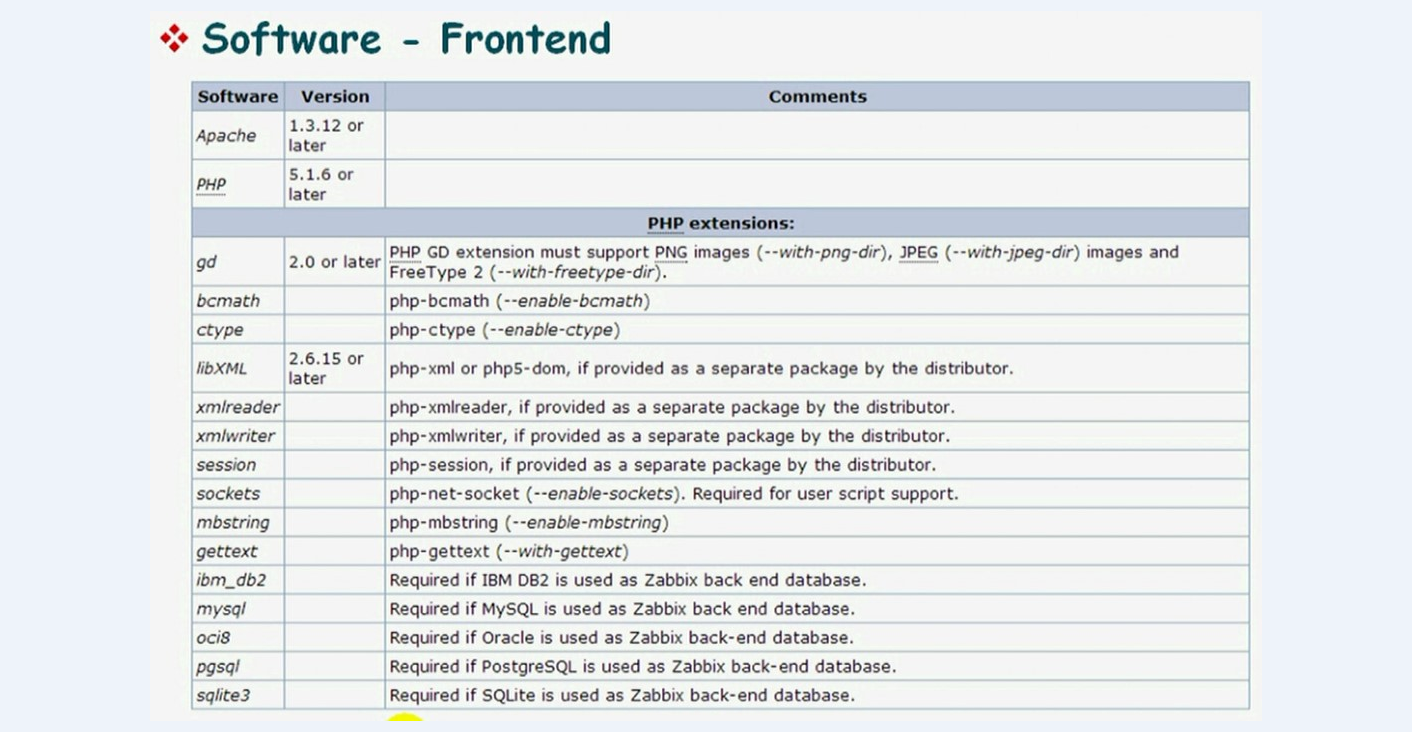 Software - Frontend
Software Version Comments
Apache 1.3.12 or later
PHP 5.1.6 or later
PHP extensions:
gd 2.0 or later PHP GD extension must support PNG images (--with-png-dir), JPEG (--with-jpeg-dir) images and
FreeType 2 (--with-freetype-dir).
bcmath php-bcmath (--enable-bcmath)
ctype php-ctype (--enable-ctype)
libXML 2.6.15 or later php-xml or php5-dom, if provided as a separate package by the distributor.
xmlreader php-xmlreader, if provided as a separate package by the distributor.
xmlwriter php-xmlwriter, if provided as a separate package by the distributor.
session php-session, if provided as a separate package by the distributor.
sockets php-net-socket (--enable-sockets). Required for user script support.
mbstring php-mbstring (--enable-mbstring)
gettext php-gettext (--with-gettext)
ibm_db2 Required if IBM DB2 is used as Zabbix back end database.
mysql Required if MySQL is used as Zabbix back end database.
oci8 Required if Oracle is used as Zabbix back-end database.
pgsql Required if PostgreSQL is used as Zabbix back-end database.
sqlite3 Required if SQLite is used as Zabbix back-end database.